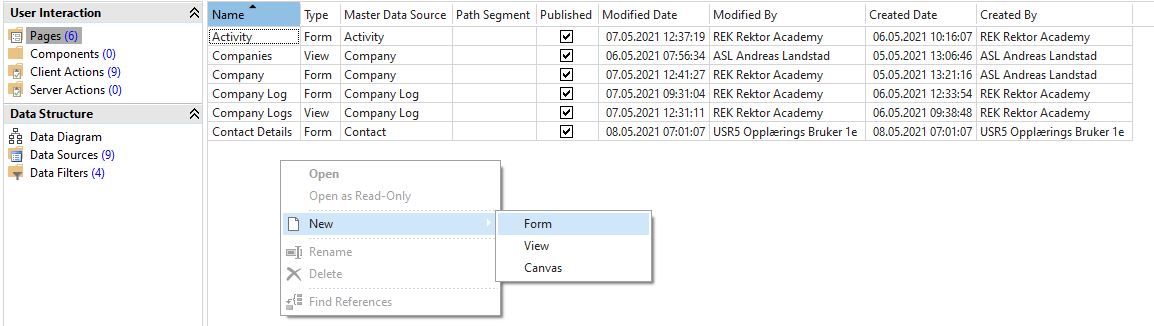 User Interaction
Pages (6)
Components (0)
Client Actions (9)
Server Actions (0)
Data Structure
Data Diagram
Data Sources (9)
Data Filters (4)
Name Type Master Data Source Path Segment Published Modified Date Modified By Created Date Created By
Activity Form Activity 07.05.2021 12:37:19 REK Rektor Academy 06.05.2021 10:16:07 REK Rektor Academy
Companies View Company 06.05.2021 07:56:34 ASL Andreas Landstad 05.05.2021 13:06:46 ASL Andreas Landstad
Company Form Company 07.05.2021 12:41:27 REK Rektor Academy 05.05.2021 13:21:16 ASL Andreas Landstad
Company Log Form Company Log 07.05.2021 09:31:04 REK Rektor Academy 06.05.2021 12:33:54 REK Rektor Academy
Company Logs View Company Log 07.05.2021 12:31:11 REK Rektor Academy 06.05.2021 09:38:48 REK Rektor Academy
Contact Details Form Contact 08.05.2021 07:01:07 USR5 Opplærings Bruker 1e 08.05.2021 07:01:07 USR5 Opplærings Bruker 1e
Open
Open as Read-Only
New
Rename
Delete
Find References
Form
View
Canvas